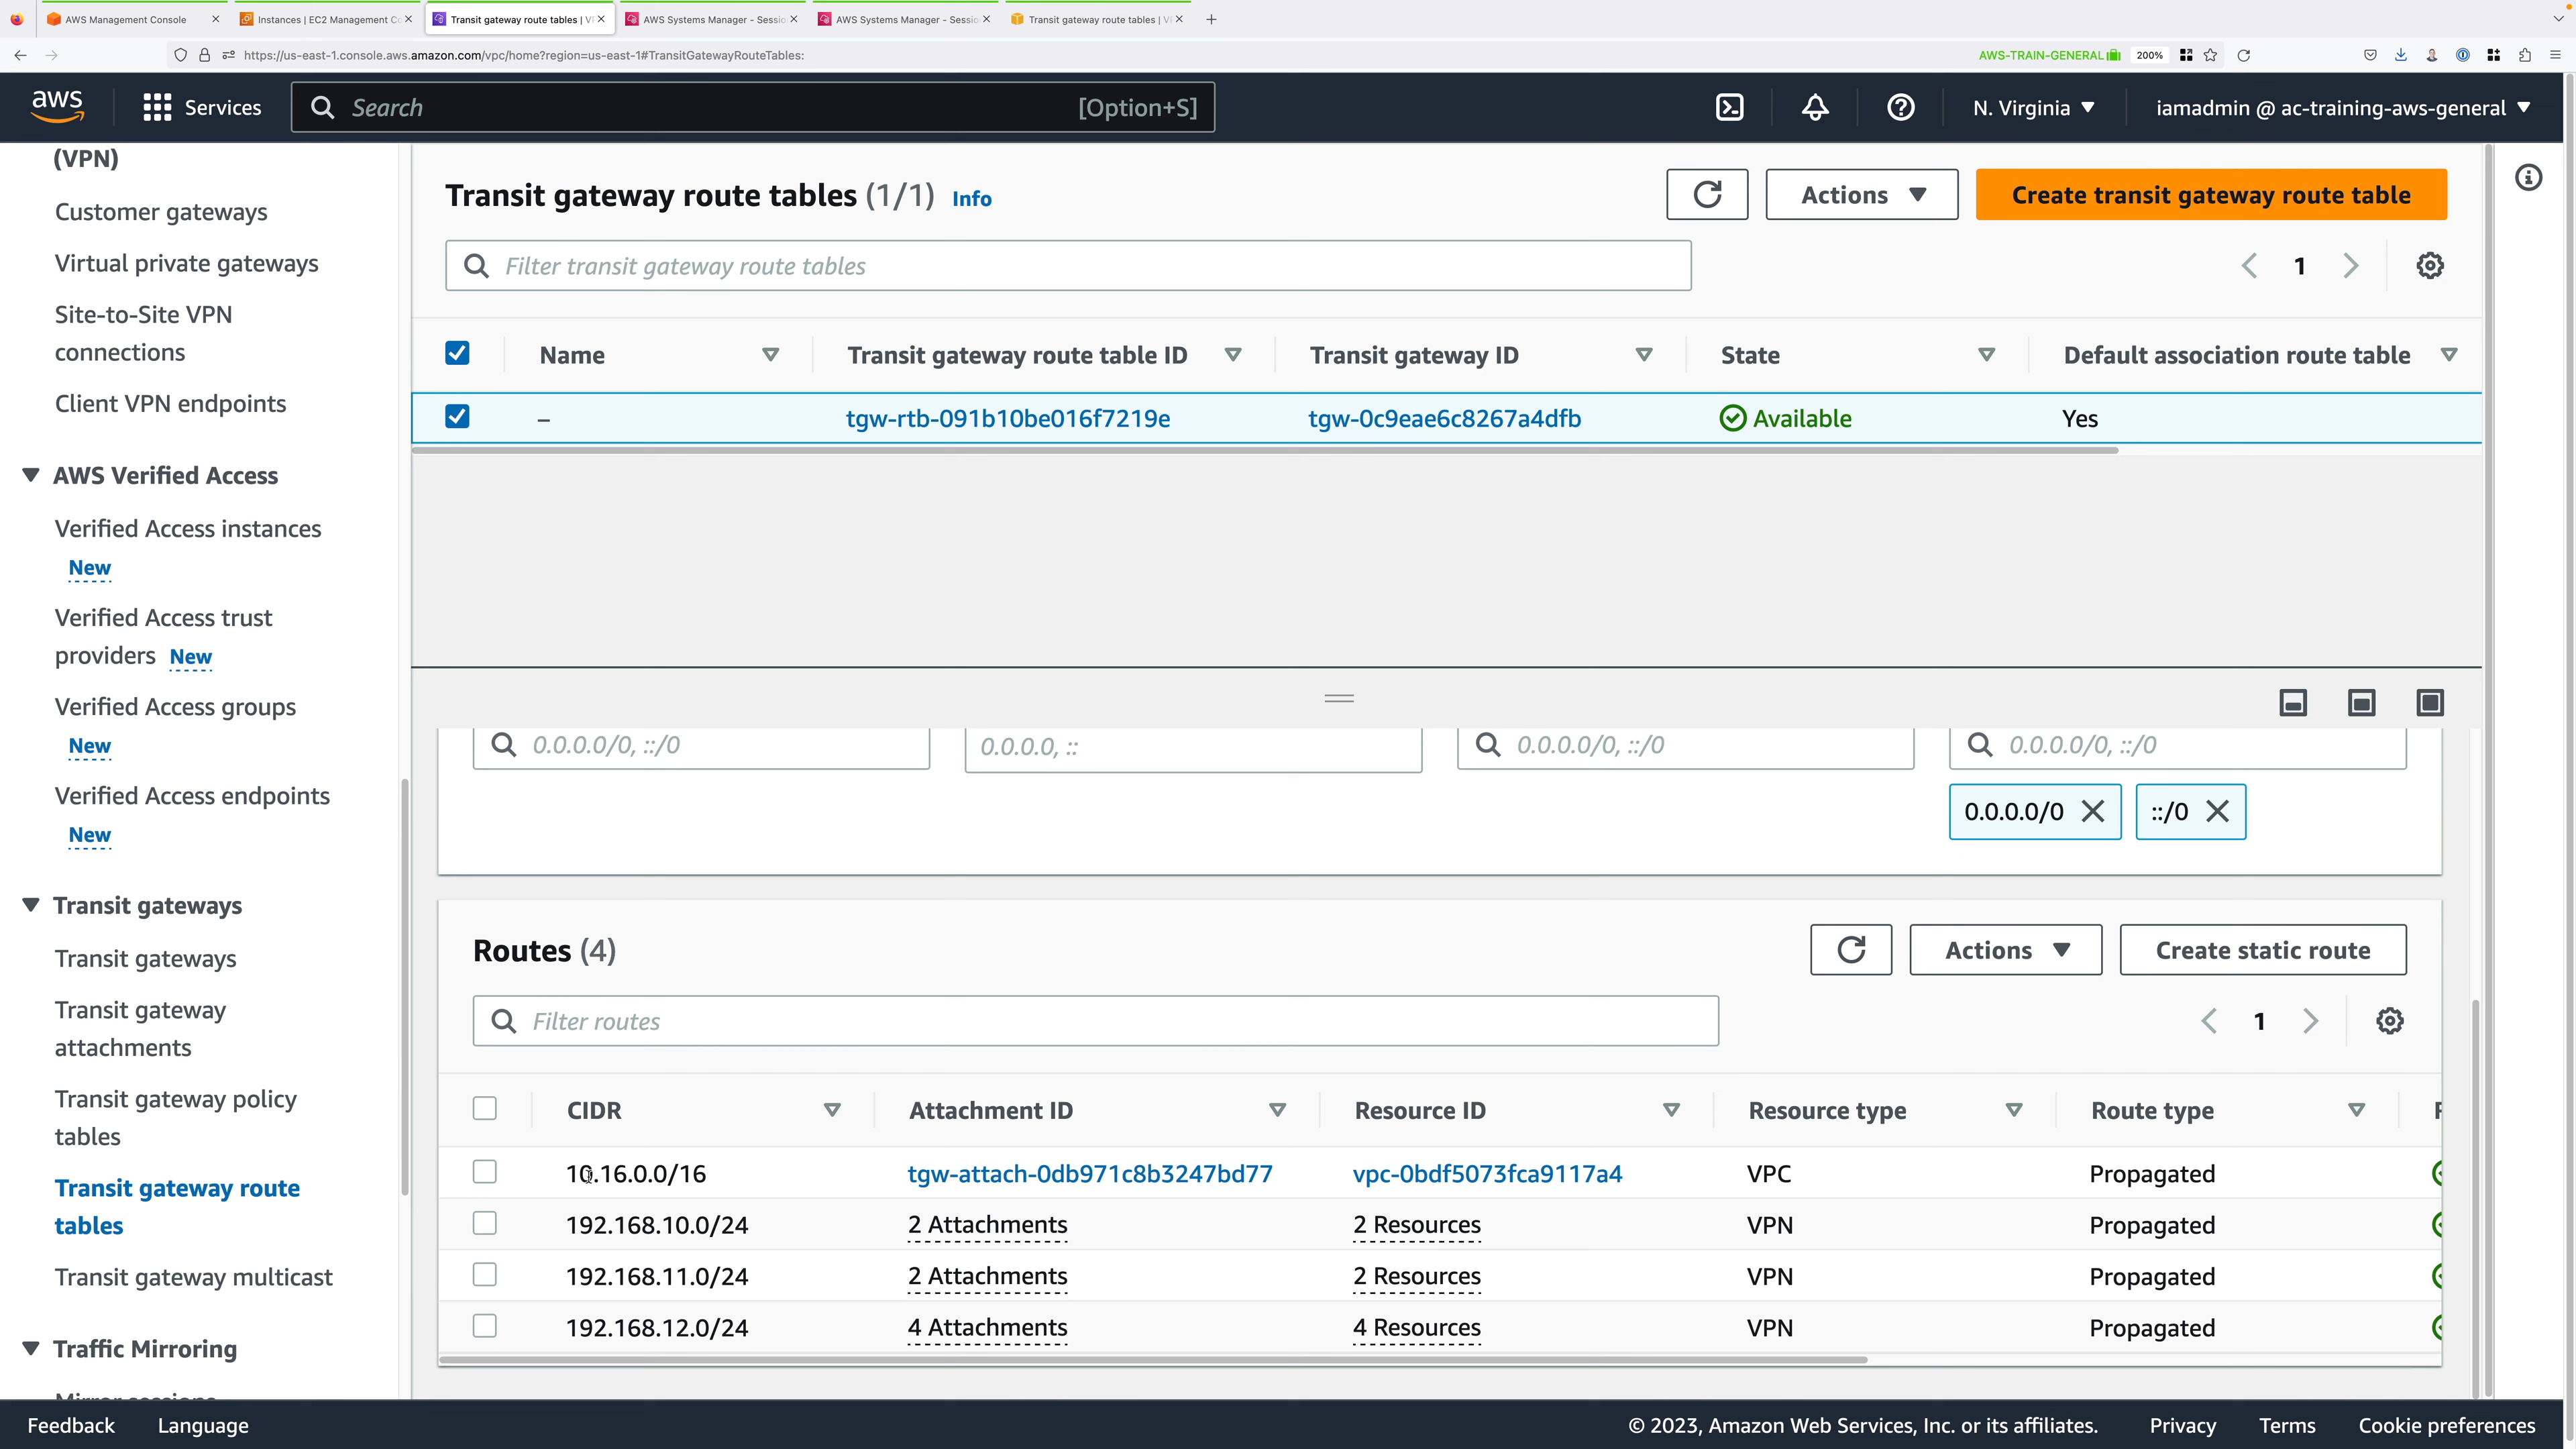 AWS Management Console
Instances | EC2 Management Co
Transit gateway route tables | VP
AWS Systems Manager - Sessio
AWS Systems Manager - Sessio
Transit gateway route tables | VP
https://us-east-1.console.aws.amazon.com/vpc/home?region=us-east-1#TransitGatewayRouteTables:
AWS-TRAIN-GENERAL
200%
aws
Services
Search
[Option+S]
N. Virginia
iamadmin @ ac-training-aws-general
(VPN)
Customer gateways
Virtual private gateways
Site-to-Site VPN
connections
Client VPN endpoints
AWS Verified Access
Verified Access instances
New
Verified Access trust
providers New
Verified Access groups
New
Verified Access endpoints
New
Transit gateways
Transit gateways
Transit gateway
attachments
Transit gateway policy
tables
Transit gateway route
tables
Transit gateway multicast
Traffic Mirroring
Mirror sessions
Transit gateway route tables (1/1) Info
Actions
Create transit gateway route table
Filter transit gateway route tables
1
Name Transit gateway route table ID Transit gateway ID State Default association route table
– tgw-rtb-091b10be016f7219e tgw-0c9eae6c8267a4dfb Available Yes
0.0.0.0/0, ::/0 0.0.0.0, :: 0.0.0.0/0, ::/0 0.0.0.0/0, ::/0
0.0.0.0/0 ::/0
Routes (4)
Actions
Create static route
Filter routes
1
CIDR Attachment ID Resource ID Resource type Route type
10.16.0.0/16 tgw-attach-0db971c8b3247bd77 vpc-0bdf5073fca9117a4 VPC Propagated
192.168.10.0/24 2 Attachments 2 Resources VPN Propagated
192.168.11.0/24 2 Attachments 2 Resources VPN Propagated
192.168.12.0/24 4 Attachments 4 Resources VPN Propagated
Feedback
Language
© 2023, Amazon Web Services, Inc. or its affiliates.
Privacy
Terms
Cookie preferences